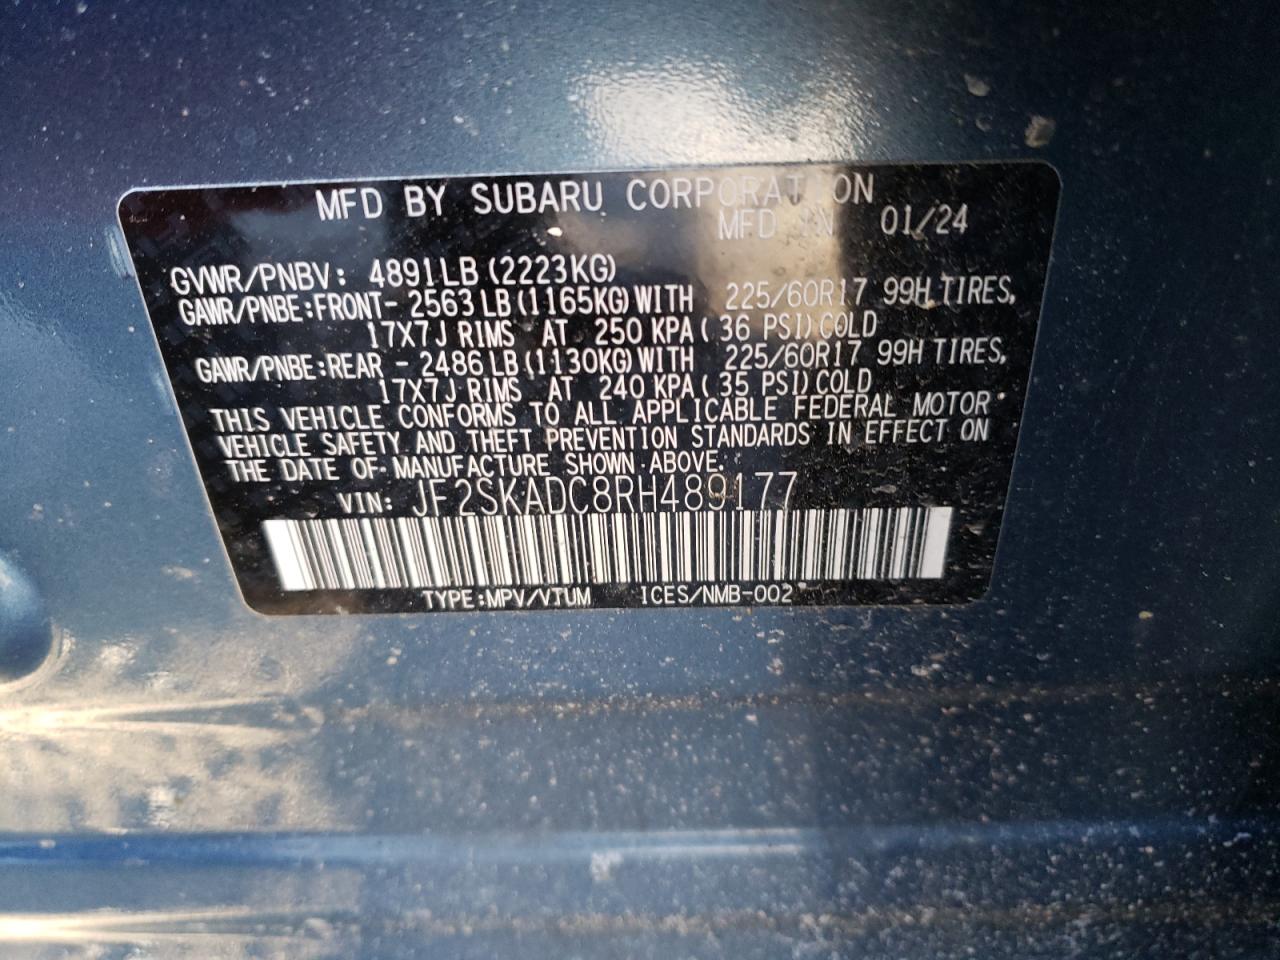 MFD BY SUBARU CORPORATION
MFD IN 01/24
GVWR/PNBV: 4891LB (2223KG)
GAWR/PNBE:FRONT- 2563 LB (1165KG) WITH 225/60R17 99H TIRES,
17X7J RIMS AT 250 KPA ( 36 PSI) COLD
GAWR/PNBE:REAR - 2486 LB (1130KG) WITH 225/60R17 99H TIRES,
17X7J RIMS AT 240 KPA ( 35 PSI) COLD
THIS VEHICLE CONFORMS TO ALL APPLICABLE FEDERAL MOTOR
VEHICLE SAFETY AND THEFT PREVENTION STANDARDS IN EFFECT ON
THE DATE OF MANUFACTURE SHOWN ABOVE.
VIN: JF2SKADC8RH489177
TYPE:MPV/VTUM ICES/NMB-002